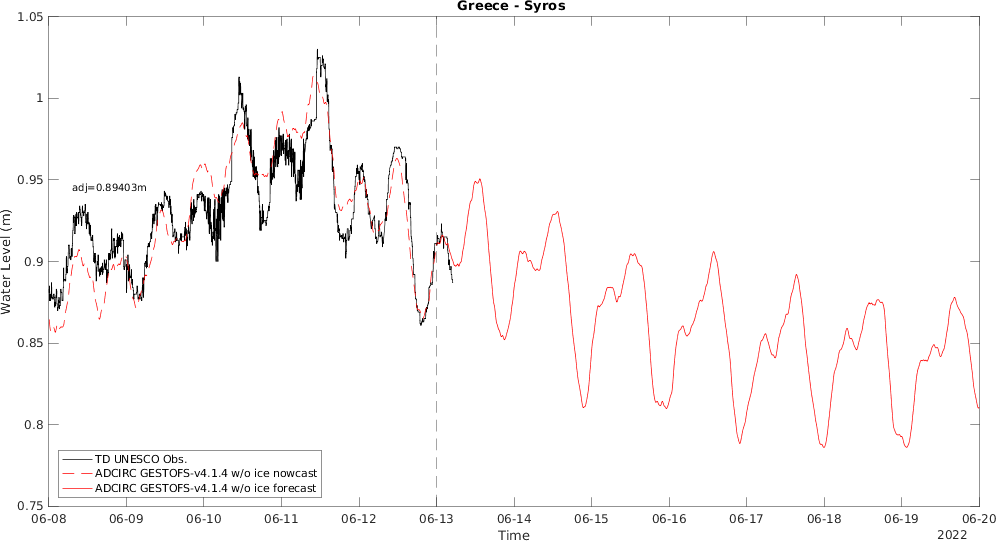 Greece - Syros
1.05
1
0.95
0.9
0.85
0.8
0.75
Water Level (m)
adj=0.89403m
TD UNESCO Obs.
ADCIRC GESTOFS-v4.1.4 w/o ice nowcast
ADCIRC GESTOFS-v4.1.4 w/o ice forecast
06-08 06-09 06-10 06-11 06-12 06-13 06-14 06-15 06-16 06-17 06-18 06-19 06-20
Time
2022